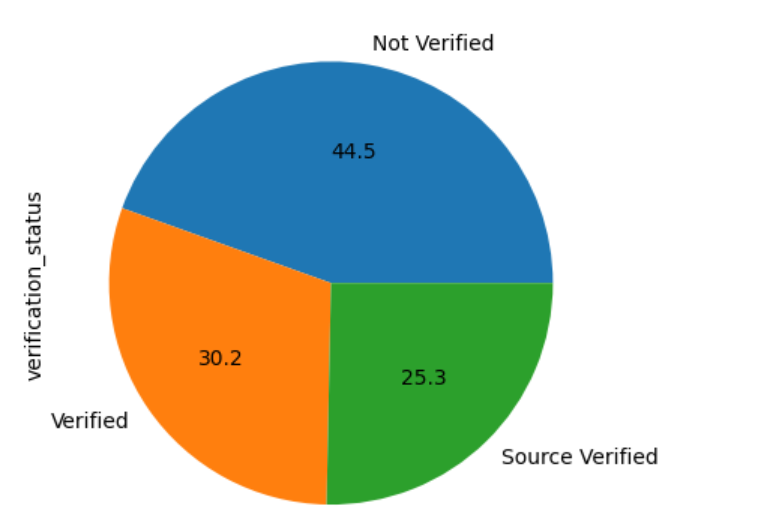 Not Verified
44.5
verification_status
30.2
25.3
Verified
Source Verified